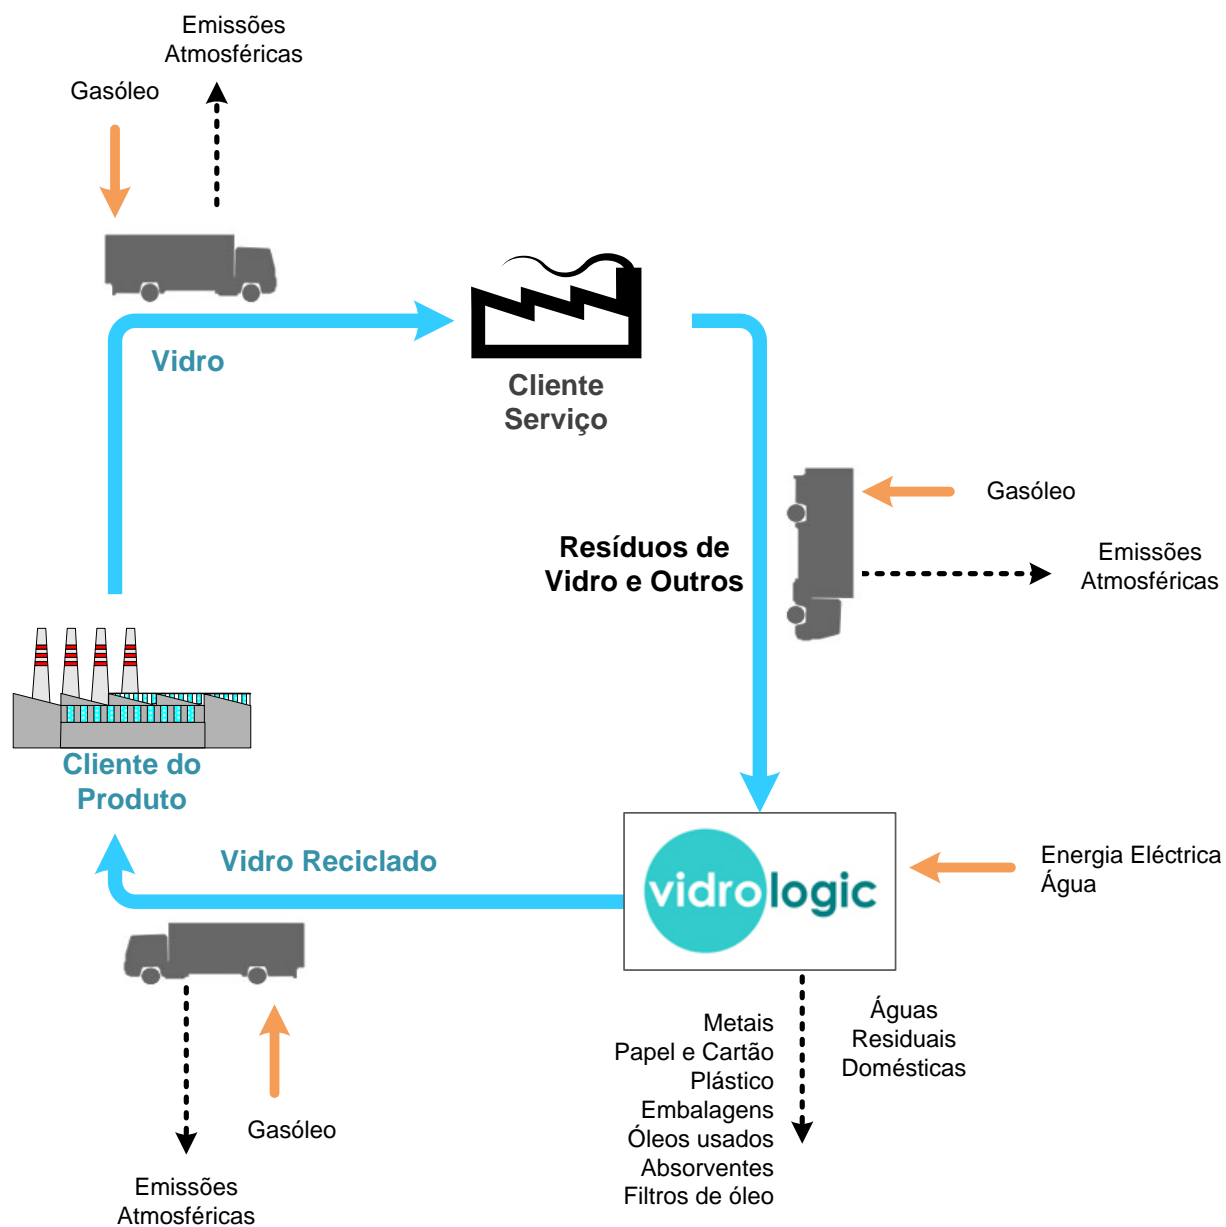 Emissões
Atmosféricas
Gasóleo
Vidro
Cliente
Serviço
Gasóleo
Resíduos de
Vidro e Outros
Emissões
Atmosféricas
Cliente do
Produto
Vidro Reciclado
vidrologic
Energia Eléctrica
Água
Metais
Papel e Cartão
Plástico
Embalagens
Óleos usados
Absorventes
Filtros de óleo
Águas
Residuais
Domésticas
Gasóleo
Emissões
Atmosféricas